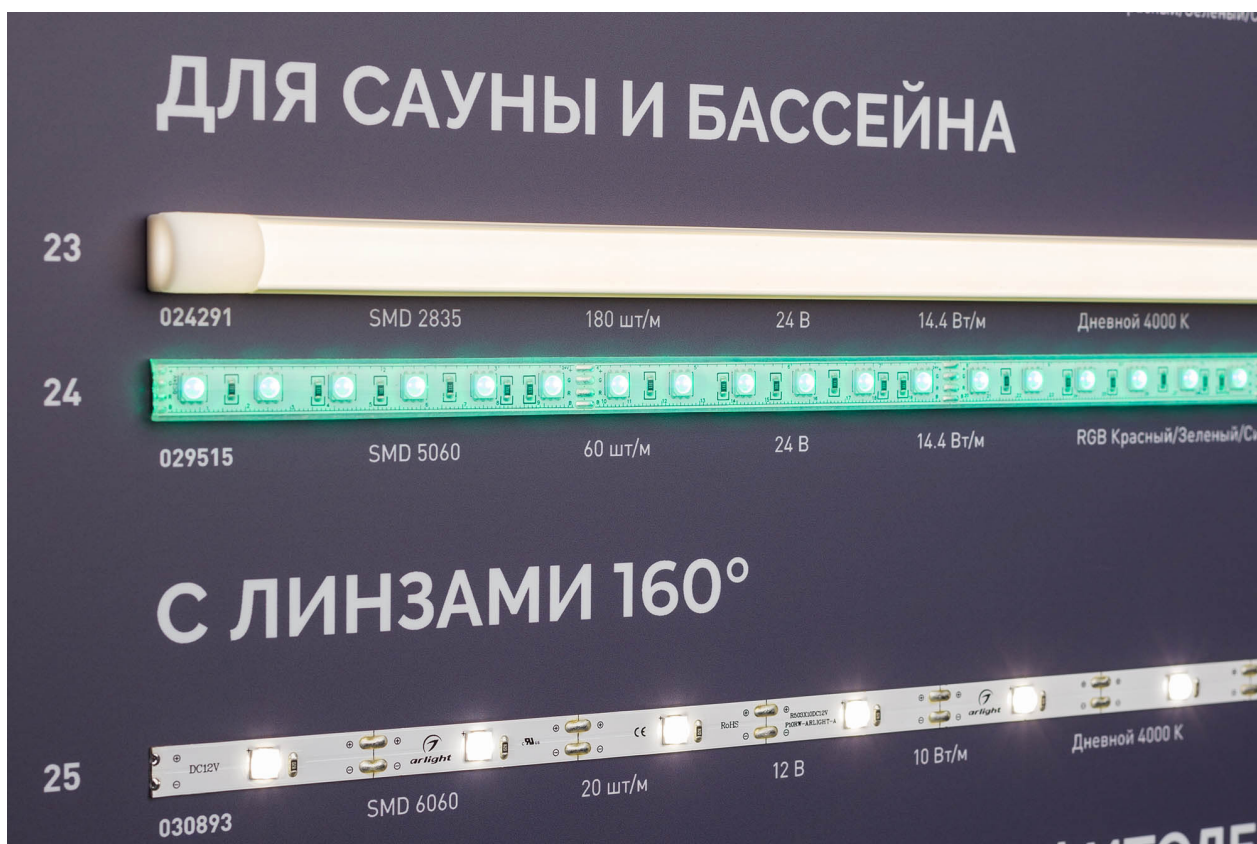 ДЛЯ САУНЫ И БАССЕЙНА
23
024291 SMD 2835 180 шт/м 24 В 14.4 Вт/м Дневной 4000 К
24
029515 SMD 5060 60 шт/м 24 В 14.4 Вт/м RGB Красный/Зеленый/Си
С ЛИНЗАМИ 160°
DC12V arlight CE RoHS arlight
25
030893 SMD 6060 20 шт/м 12 В 10 Вт/м Дневной 4000 К